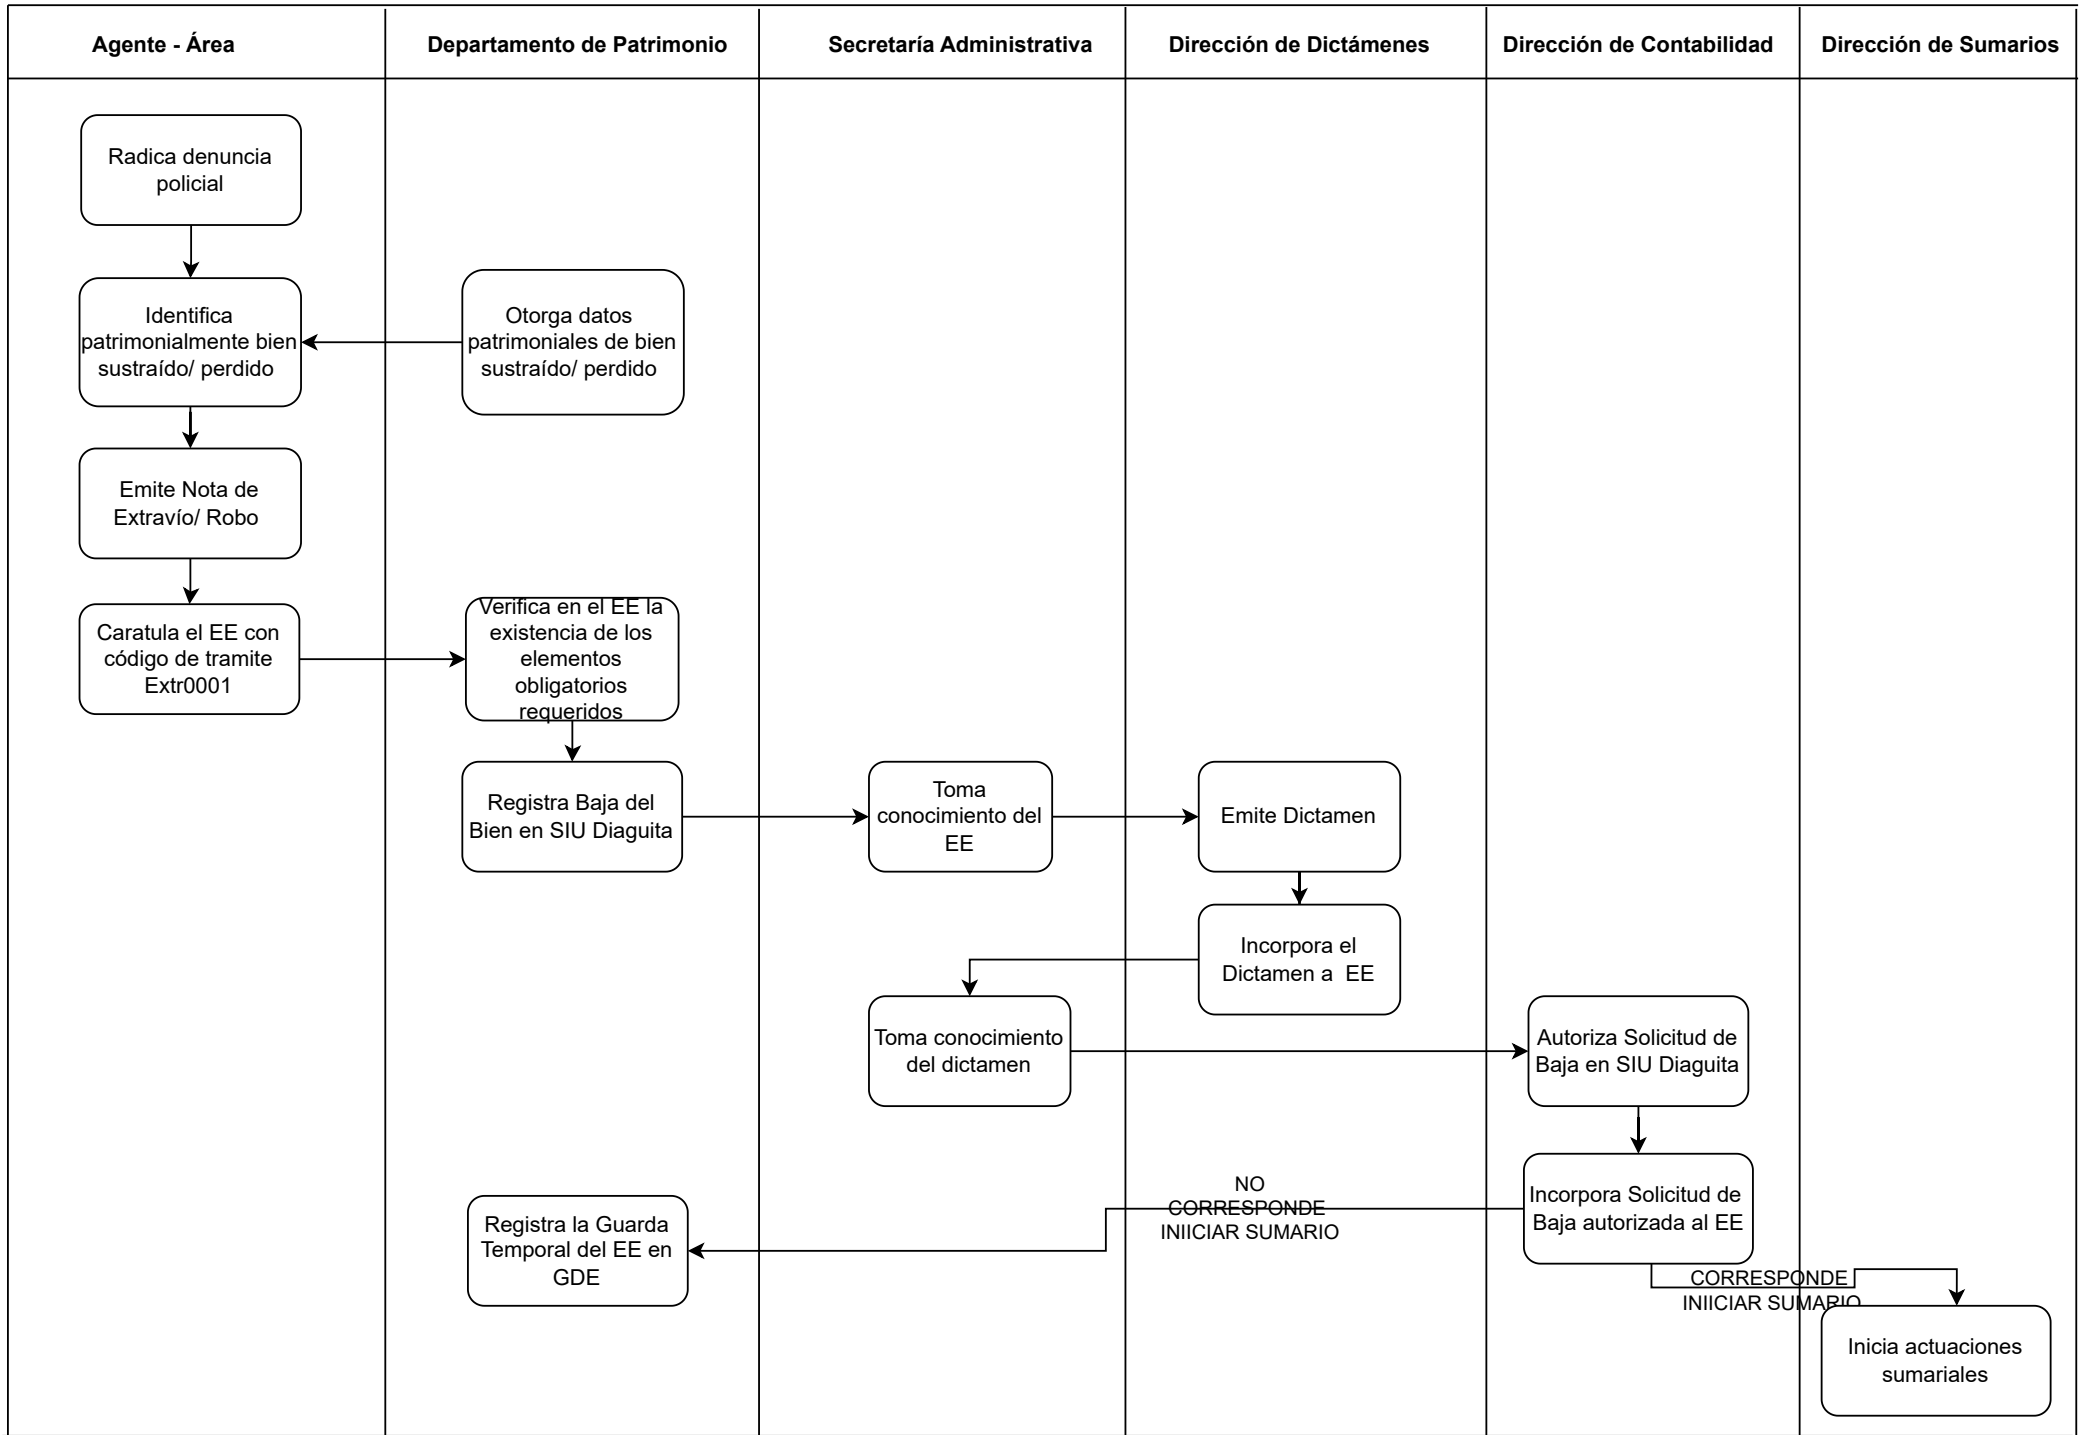 Agente - Área
Departamento de Patrimonio
Secretaría Administrativa
Dirección de Dictámenes
Dirección de Contabilidad
Dirección de Sumarios
Radica denuncia
policial
Identifica
patrimonialmente bien
sustraído/ perdido
Otorga datos
patrimoniales de bien
sustraído/ perdido
Emite Nota de
Extravío/ Robo
Caratula el EE con
código de tramite
Extr0001
Verifica en el EE la
existencia de los
elementos
obligatorios
requeridos
Registra Baja del
Bien en SIU Diaguita
Toma
conocimiento del
EE
Emite Dictamen
Incorpora el
Dictamen a  EE
Toma conocimiento
del dictamen
Autoriza Solicitud de
Baja en SIU Diaguita
Incorpora Solicitud de
Baja autorizada al EE
NO
CORRESPONDE
INIICIAR SUMARIO
Registra la Guarda
Temporal del EE en
GDE
CORRESPONDE
INIICIAR SUMARIO
Inicia actuaciones
sumariales